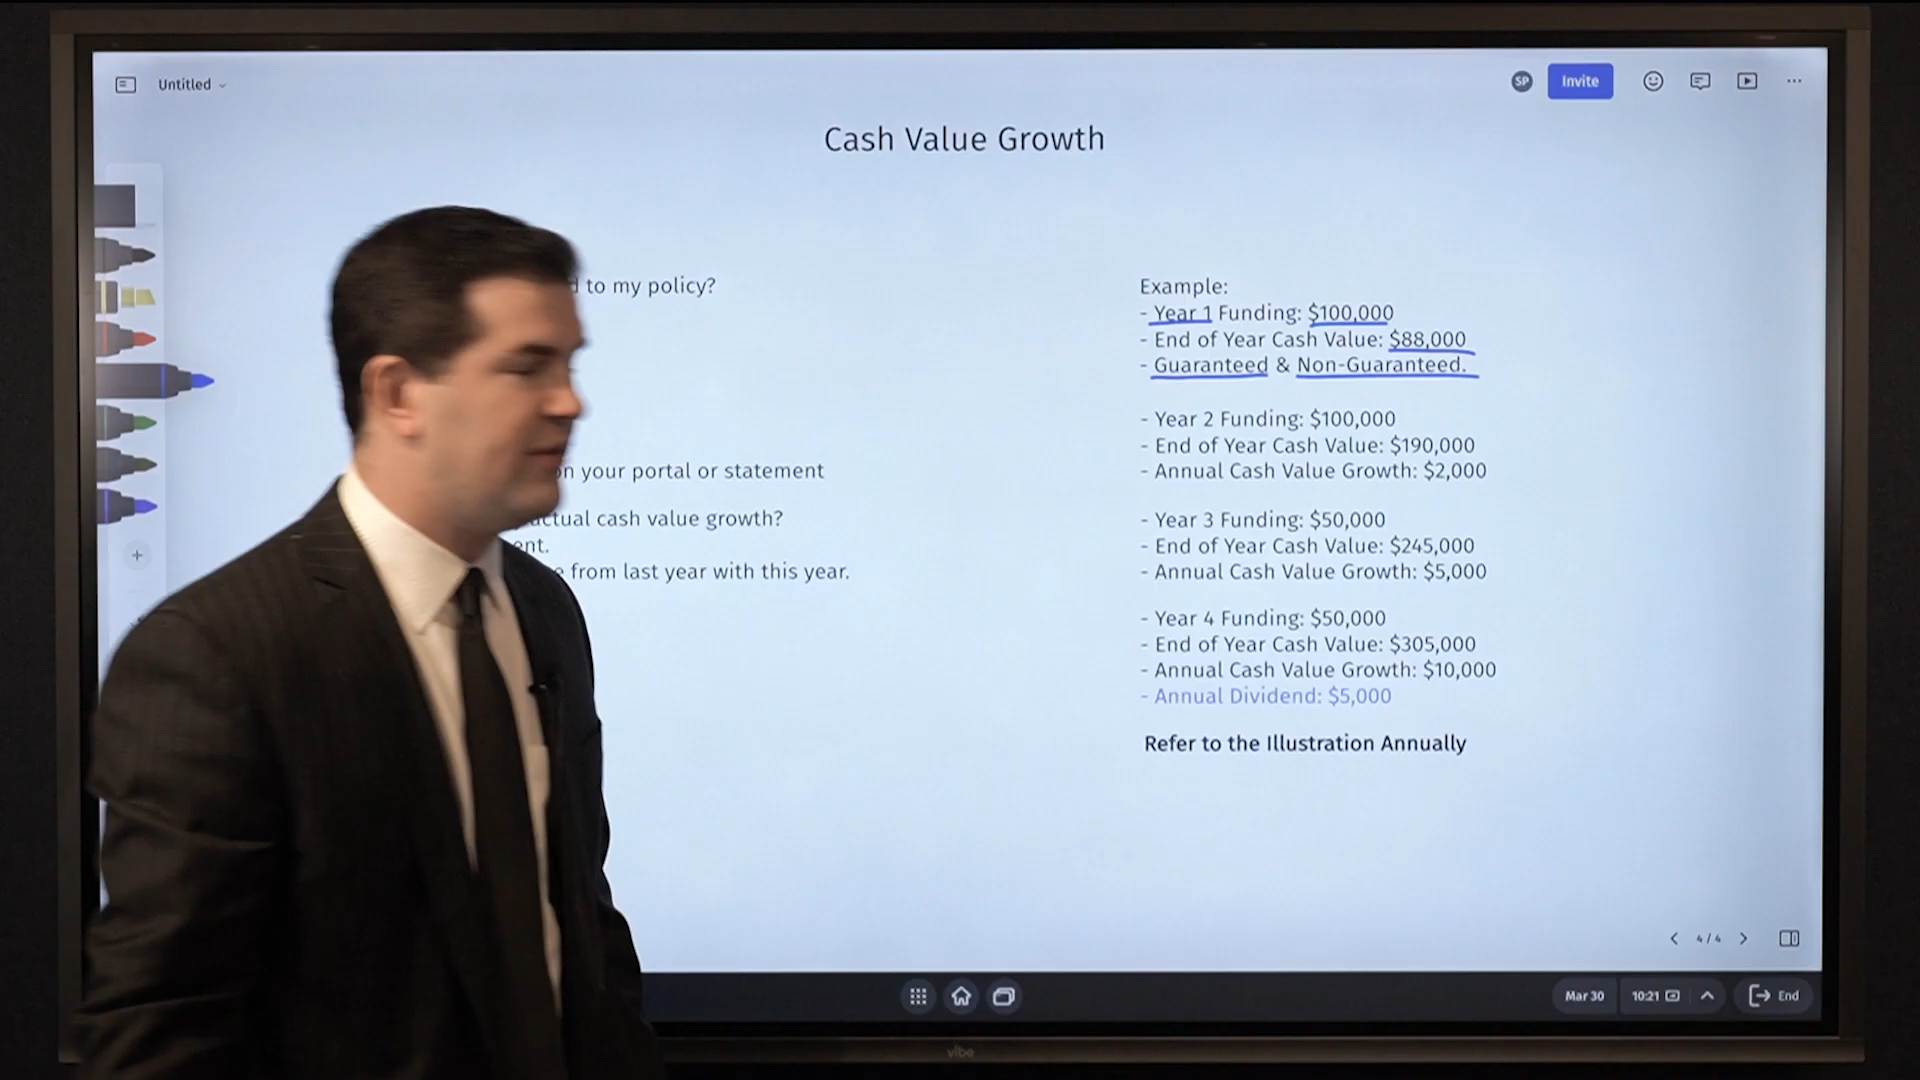 Untitled
SP
Invite
Cash Value Growth
to my policy?
on your portal or statement
actual cash value growth?
from last year with this year.
Example:
- Year 1 Funding: $100,000
- End of Year Cash Value: $88,000
- Guaranteed & Non-Guaranteed.
- Year 2 Funding: $100,000
- End of Year Cash Value: $190,000
- Annual Cash Value Growth: $2,000
- Year 3 Funding: $50,000
- End of Year Cash Value: $245,000
- Annual Cash Value Growth: $5,000
- Year 4 Funding: $50,000
- End of Year Cash Value: $305,000
- Annual Cash Value Growth: $10,000
- Annual Dividend: $5,000
Refer to the Illustration Annually
4/4
Mar 30
10:21
End
vibe